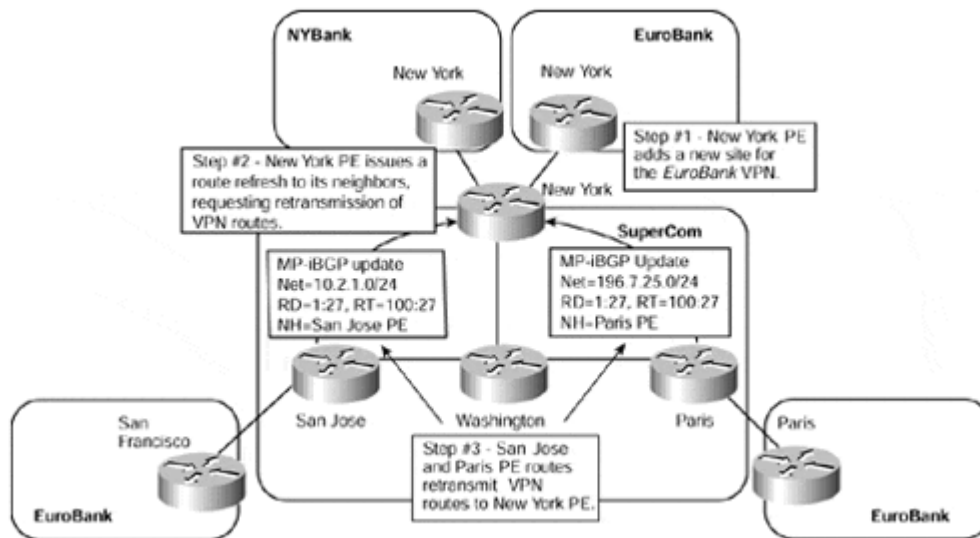 NYBank
New York
EuroBank
New York
Step #1 - New York PE
adds a new site for
the EuroBank VPN.
Step #2 - New York PE issues a
route refresh to its neighbors,
requesting retransmission of
VPN routes.
New York
SuperCom
MP-iBGP update
Net=10.2.1.0/24
RD=1:27, RT=100:27
NH=San Jose PE
MP-iBGP Update
Net=196.7.25.0/24
RD=1:27, RT=100:27
NH=Paris PE
San Jose
Washington
Paris
San
Francisco
EuroBank
Step #3 - San Jose
and Paris PE routes
retransmit VPN
routes to New York PE.
Paris
EuroBank